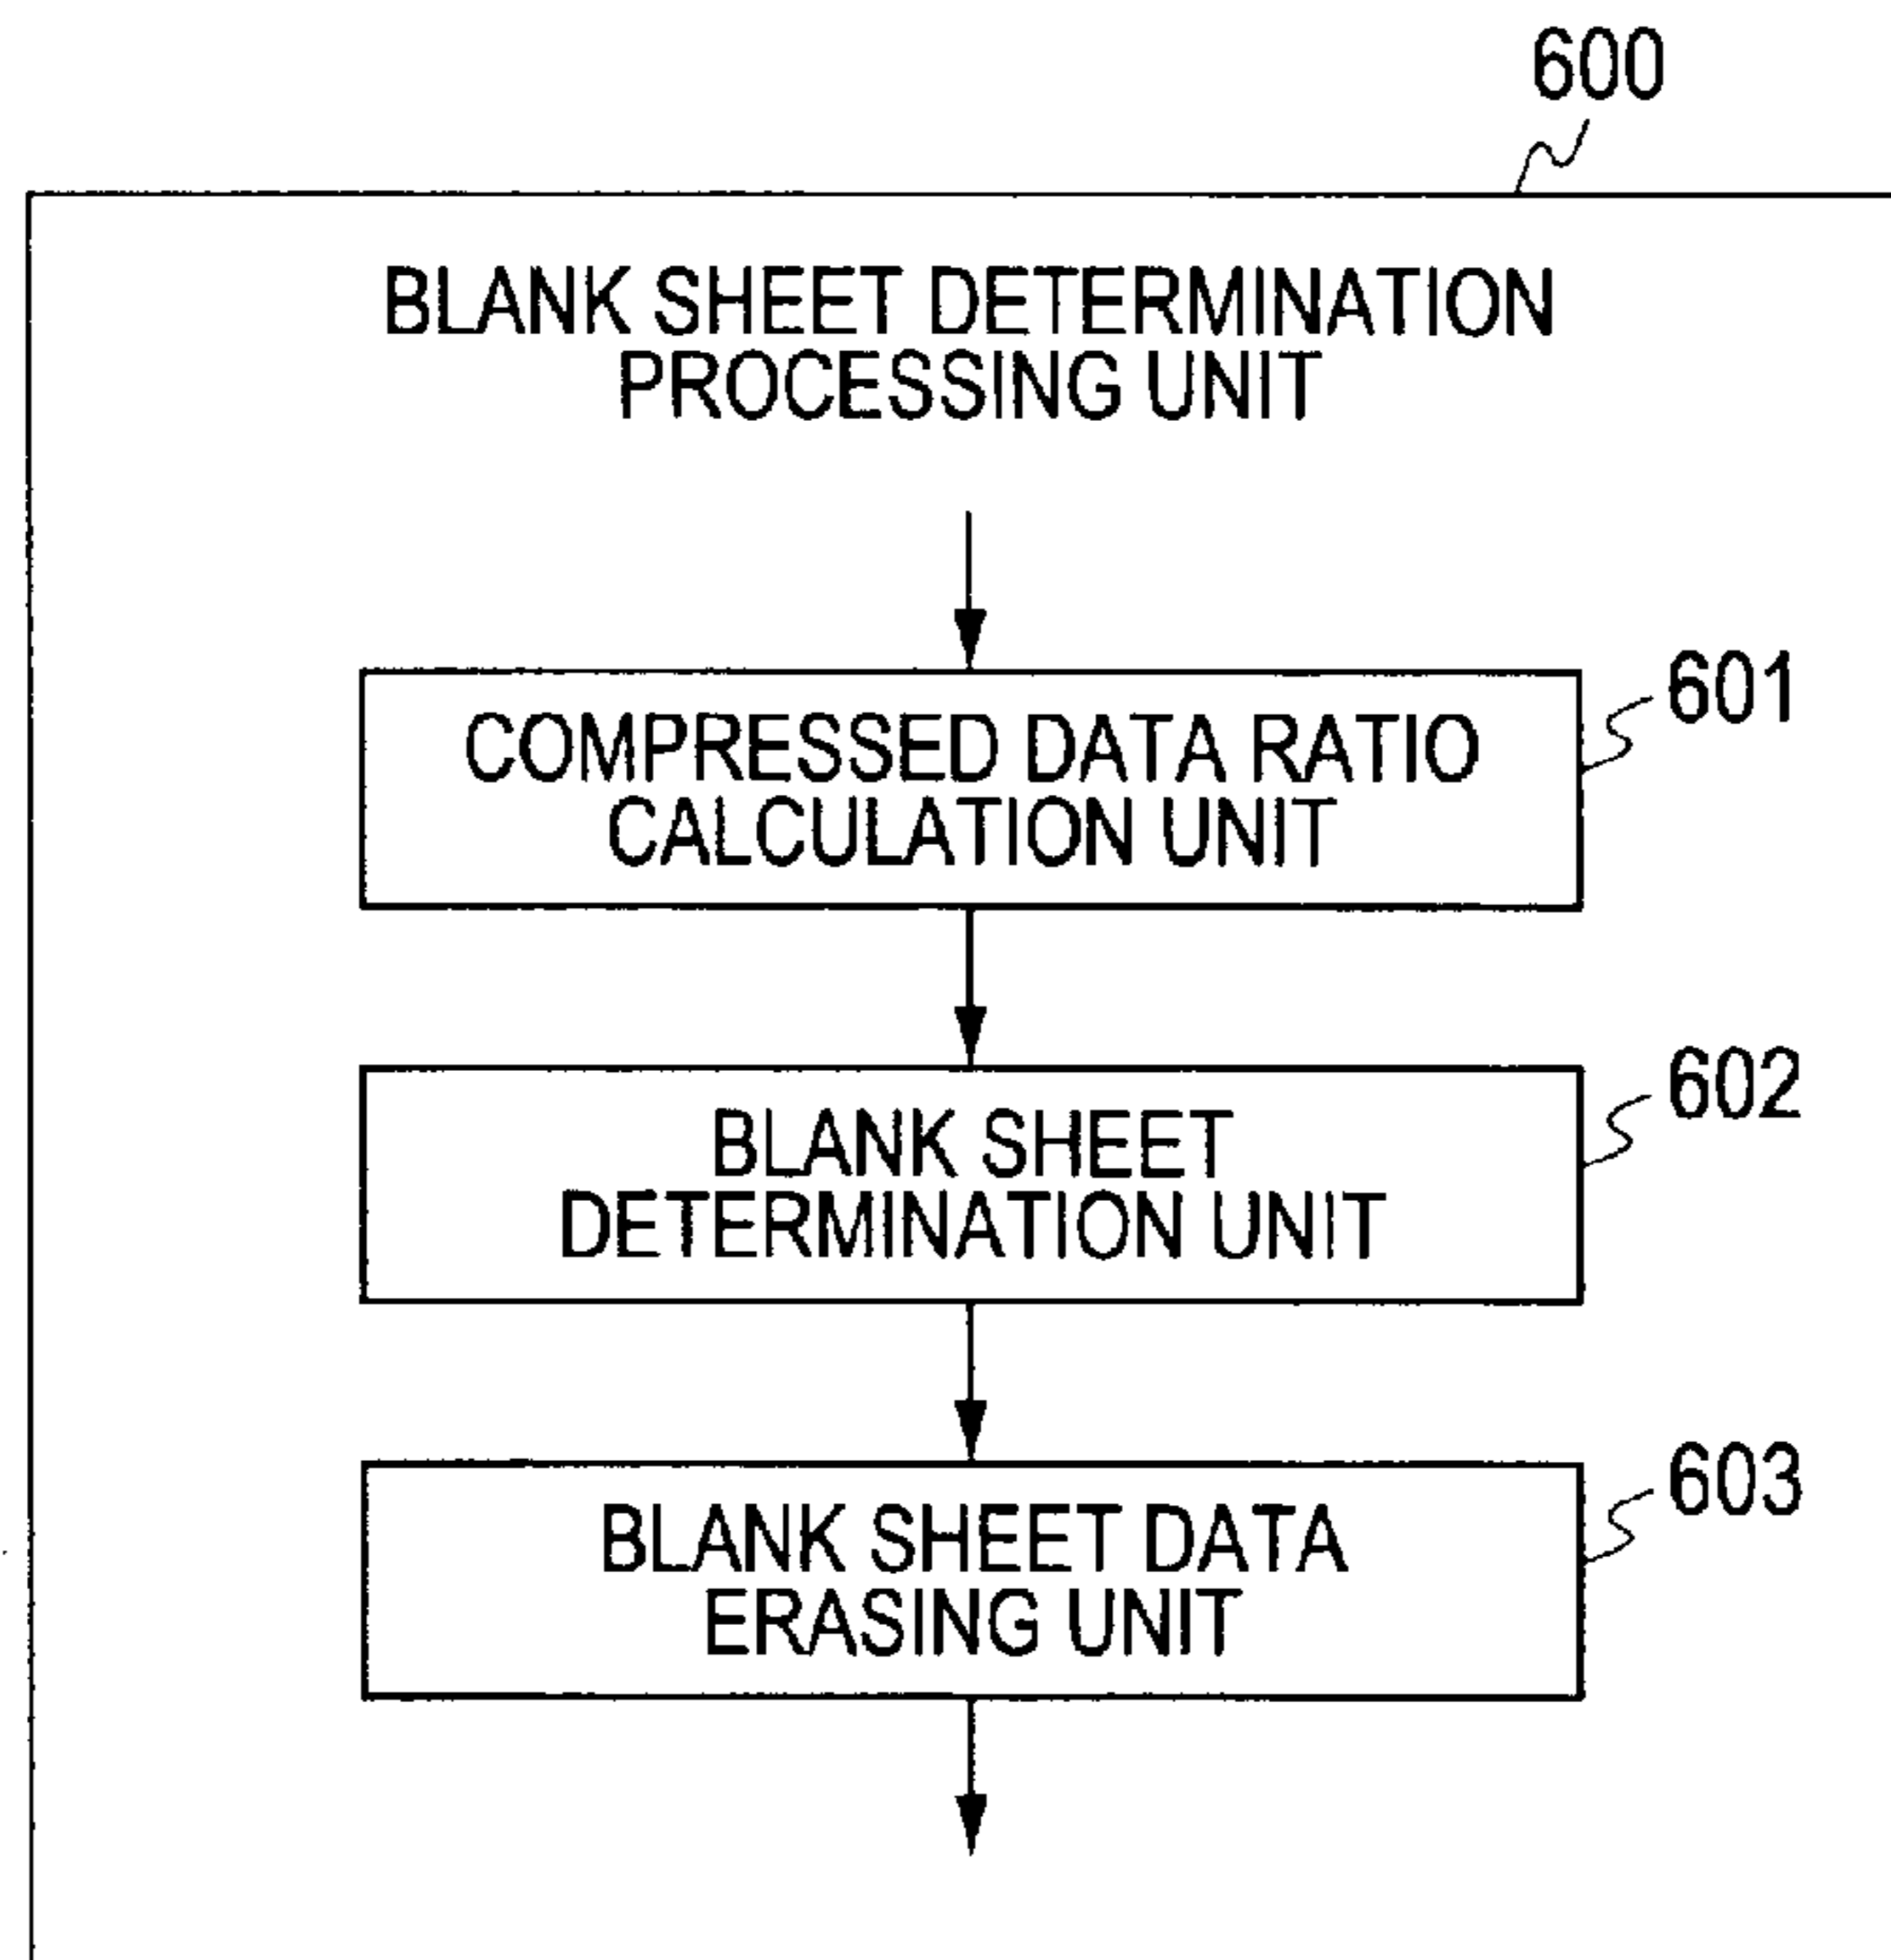 600
BLANK SHEET DETERMINATION
PROCESSING UNIT
601
COMPRESSED DATA RATIO
CALCULATION UNIT
602
BLANK SHEET
DETERMINATION UNIT
603
BLANK SHEET DATA
ERASING UNIT